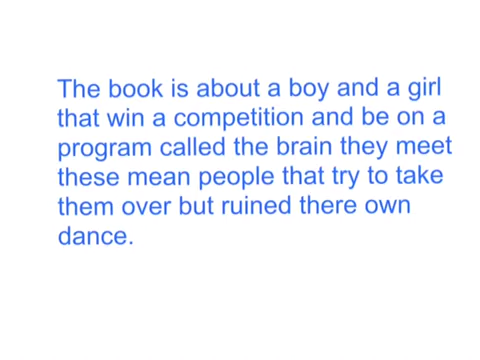 The book is about a boy and a girl
that win a competition and be on a
program called the brain they meet
these mean people that try to take
them over but ruined there own
dance.